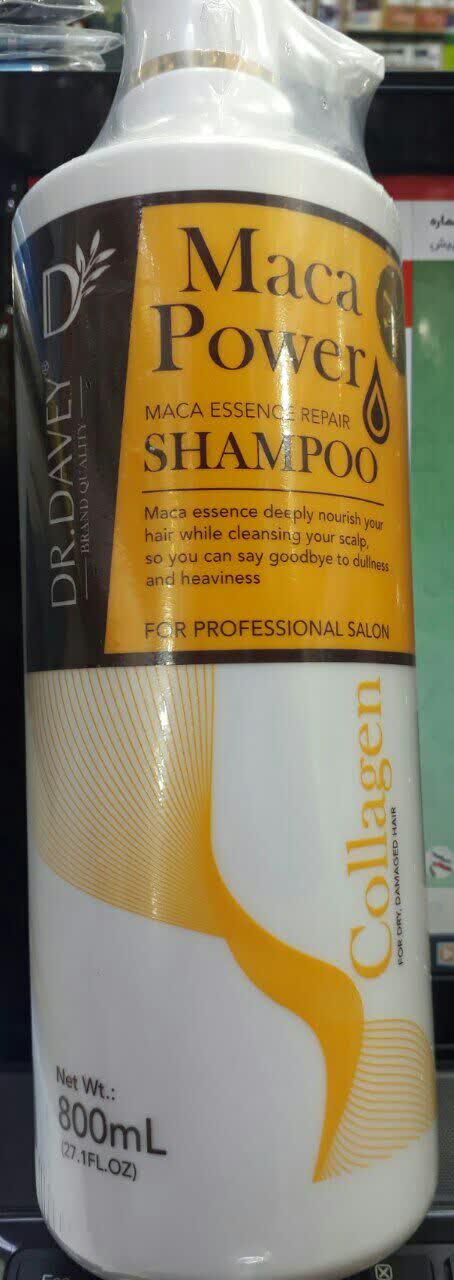 Maca
Power
MACA ESSENCE REPAIR
SHAMPOO
Maca essence deeply nourish your
hair while cleansing your scalp,
so you can say goodbye to dullness
and heaviness
FOR PROFESSIONAL SALON
DR.DAVEY®
BRAND QUALITY
Collagen
FOR DRY, DAMAGED HAIR
Net Wt.:
800mL
(27.1FL.OZ)